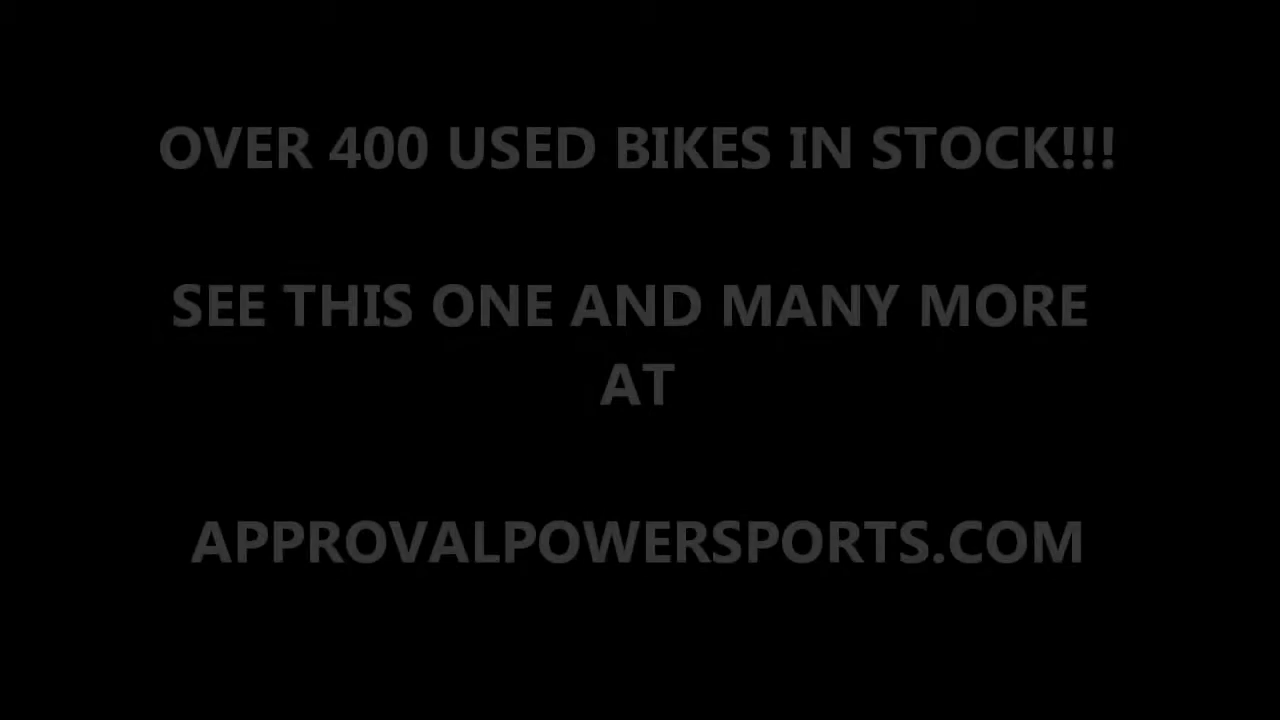 OVER 400 USED BIKES IN STOCK!!!
SEE THIS ONE AND MANY MORE
AT
APPROVALPOWERSPORTS.COM